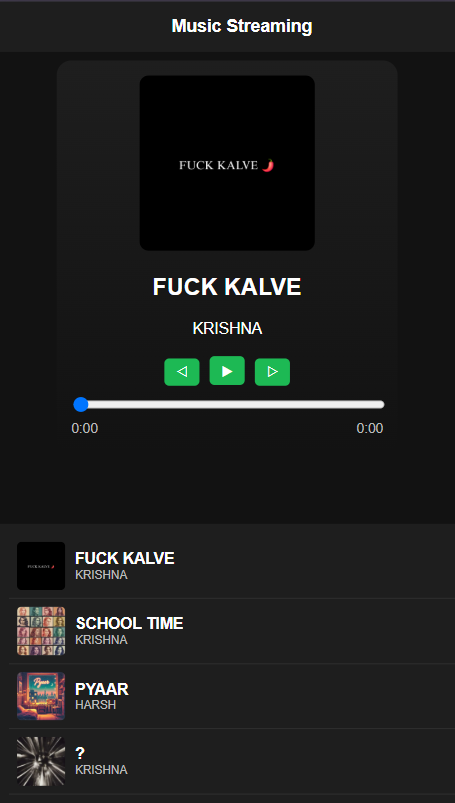 Music Streaming
FUCK KALVE 🌶️
FUCK KALVE
KRISHNA
0:00 0:00
FUCK KALVE 🌶️
FUCK KALVE
KRISHNA
SCHOOL TIME
KRISHNA
Pyaar
PYAAR
HARSH
?
KRISHNA